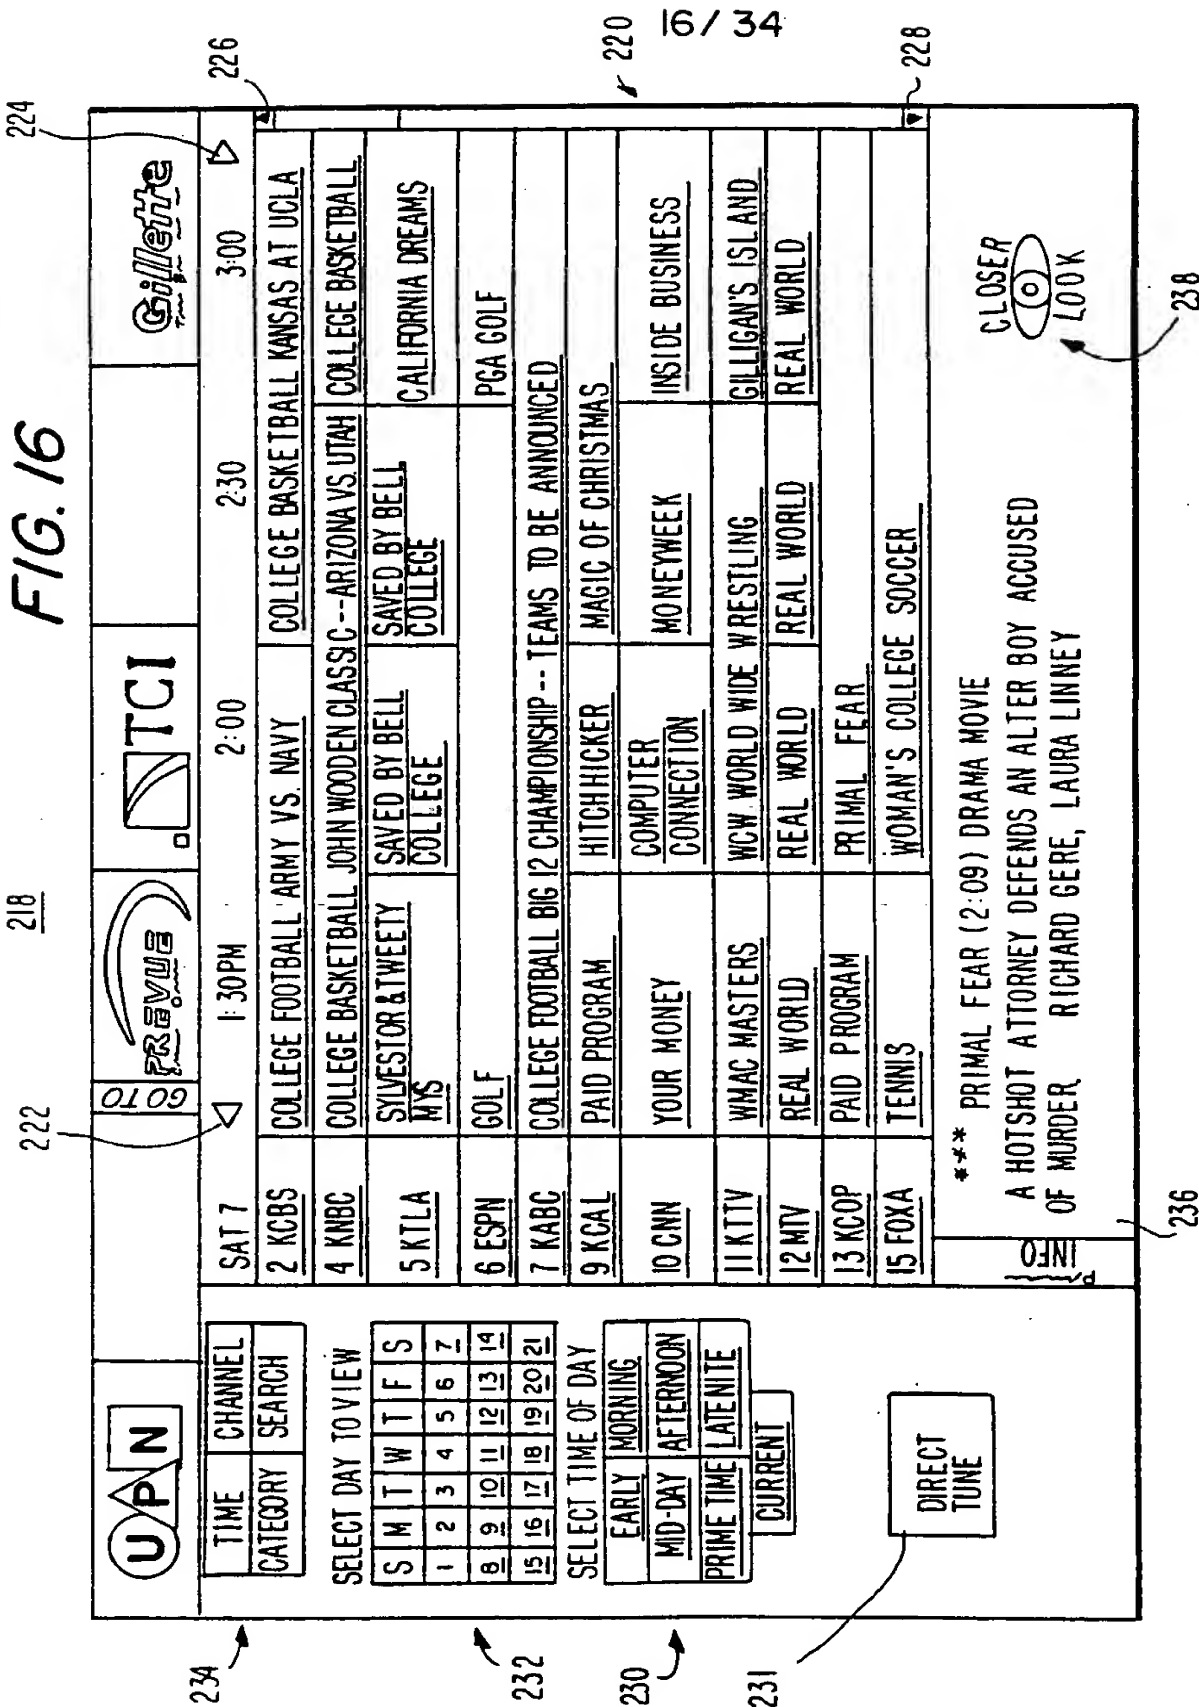 16/34
FIG. 16
218
220
222
224
226
228
UPN
GO TO
PREVUE
TCI
Gillette
TIME CHANNEL
CATEGORY SEARCH
234
SELECT DAY TO VIEW
S M T W T F S
1 2 3 4 5 6 7
8 9 10 11 12 13 14
15 16 17 18 19 20 21
232
SELECT TIME OF DAY
EARLY MORNING
MID-DAY AFTERNOON
PRIME TIME LATENITE
CURRENT
230
DIRECT
TUNE
231
SAT 7 1:30PM 2:00 2:30 3:00
2 KCBS COLLEGE FOOTBALL ARMY VS. NAVY COLLEGE BASKETBALL KANSAS AT UCLA
4 KNBC COLLEGE BASKETBALL JOHN WOODEN CLASSIC--ARIZONA VS. UTAH COLLEGE BASKETBALL
5 KTLA SYLVESTOR & TWEETY MYS SAVED BY BELL COLLEGE SAVED BY BELL COLLEGE CALIFORNIA DREAMS
6 ESPN GOLF PGA GOLF
7 KABC COLLEGE FOOTBALL BIG 12 CHAMPIONSHIP--TEAMS TO BE ANNOUNCED
9 KCAL PAID PROGRAM HITCHHICKER MAGIC OF CHRISTMAS
10 CNN YOUR MONEY COMPUTER CONNECTION MONEYWEEK INSIDE BUSINESS
11 KTTV WMAC MASTERS WCW WORLD WIDE WRESTLING GILLIGAN'S ISLAND
12 MTV REAL WORLD REAL WORLD REAL WORLD REAL WORLD
13 KCOP PAID PROGRAM PRIMAL FEAR
15 FOXA TENNIS WOMAN'S COLLEGE SOCCER
INFO
*** PRIMAL FEAR (2:09) DRAMA MOVIE
A HOTSHOT ATTORNEY DEFENDS AN ALTER BOY ACCUSED
OF MURDER. RICHARD GERE, LAURA LINNEY
CLOSER
LOOK
236
238